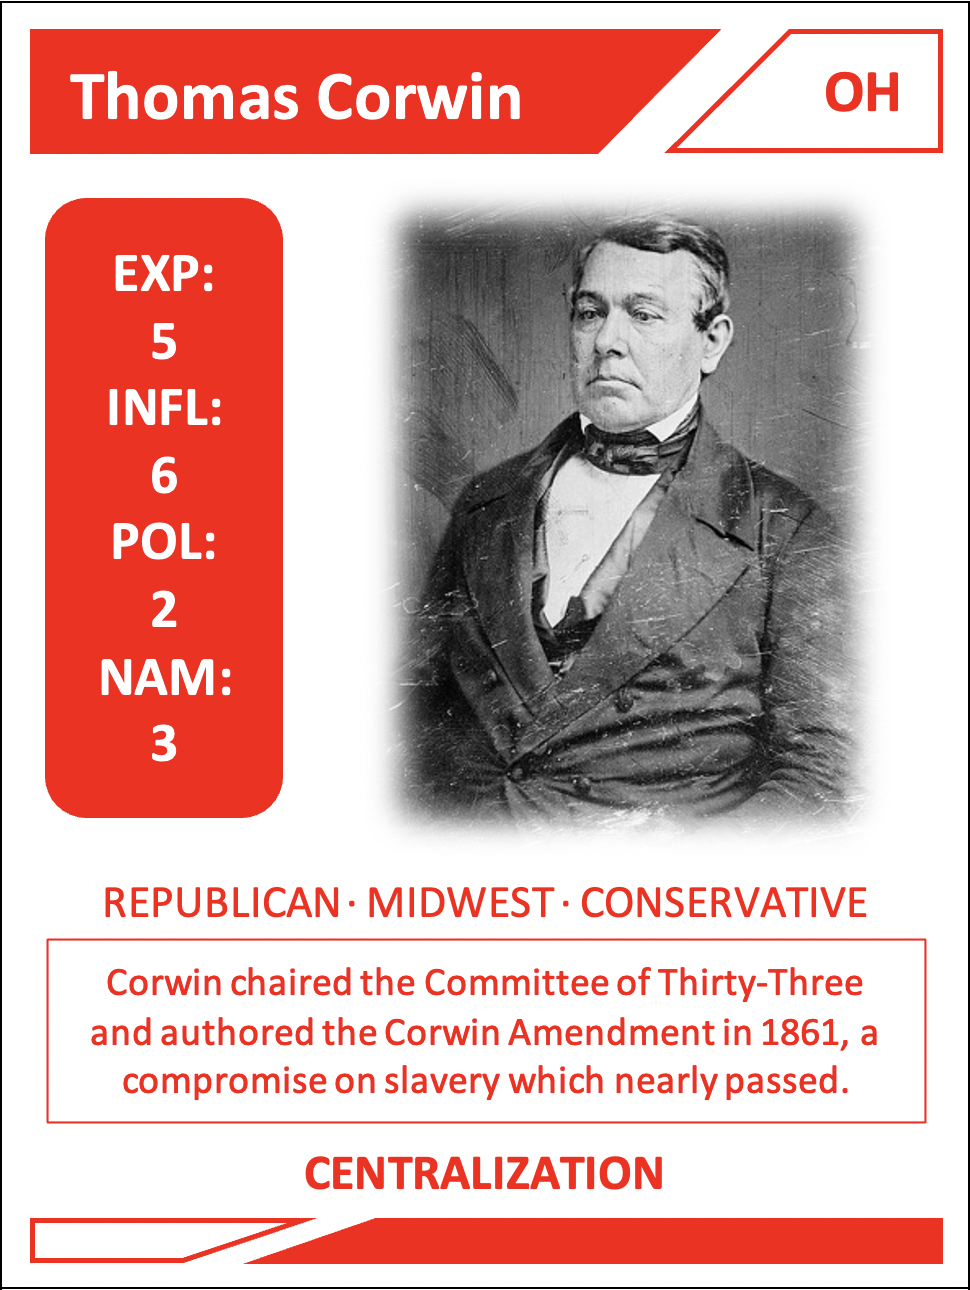 Thomas Corwin
OH
EXP:
5
INFL:
6
POL:
2
NAM:
3
REPUBLICAN · MIDWEST · CONSERVATIVE
Corwin chaired the Committee of Thirty-Three
and authored the Corwin Amendment in 1861, a
compromise on slavery which nearly passed.
CENTRALIZATION